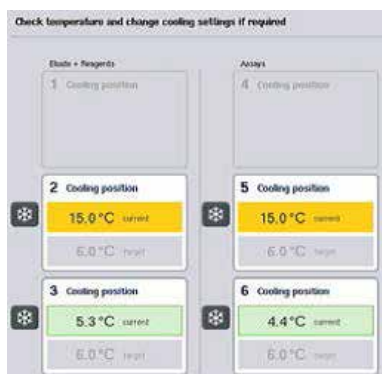 Check temperature and change cooling settings if required
Eluate + Reagents
Assays
1 Cooling position
4 Cooling position
2 Cooling position
5 Cooling position
15.0°C current
15.0°C current
6.0°C target
6.0°C target
3 Cooling position
6 Cooling position
5.3°C current
4.4°C current
6.0°C target
6.0°C target